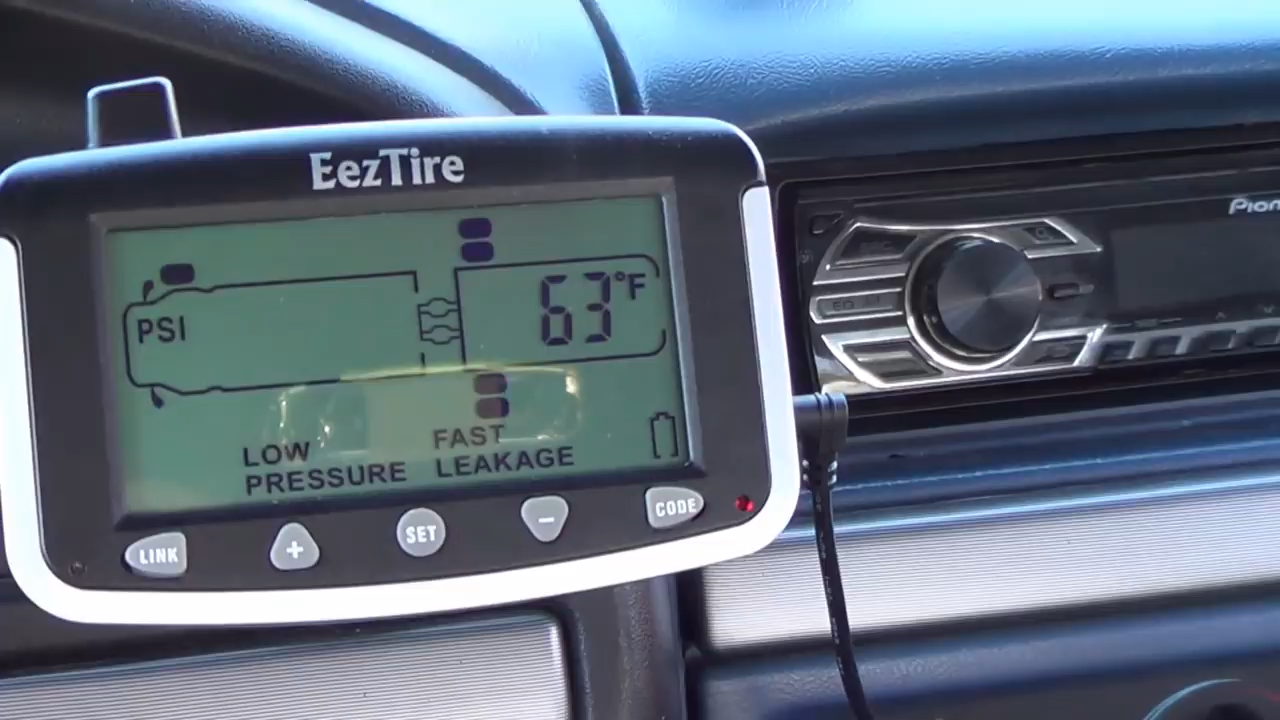 EezTire
63°F
PSI
LOW
PRESSURE
FAST
LEAKAGE
LINK
+
SET
−
CODE
Pion